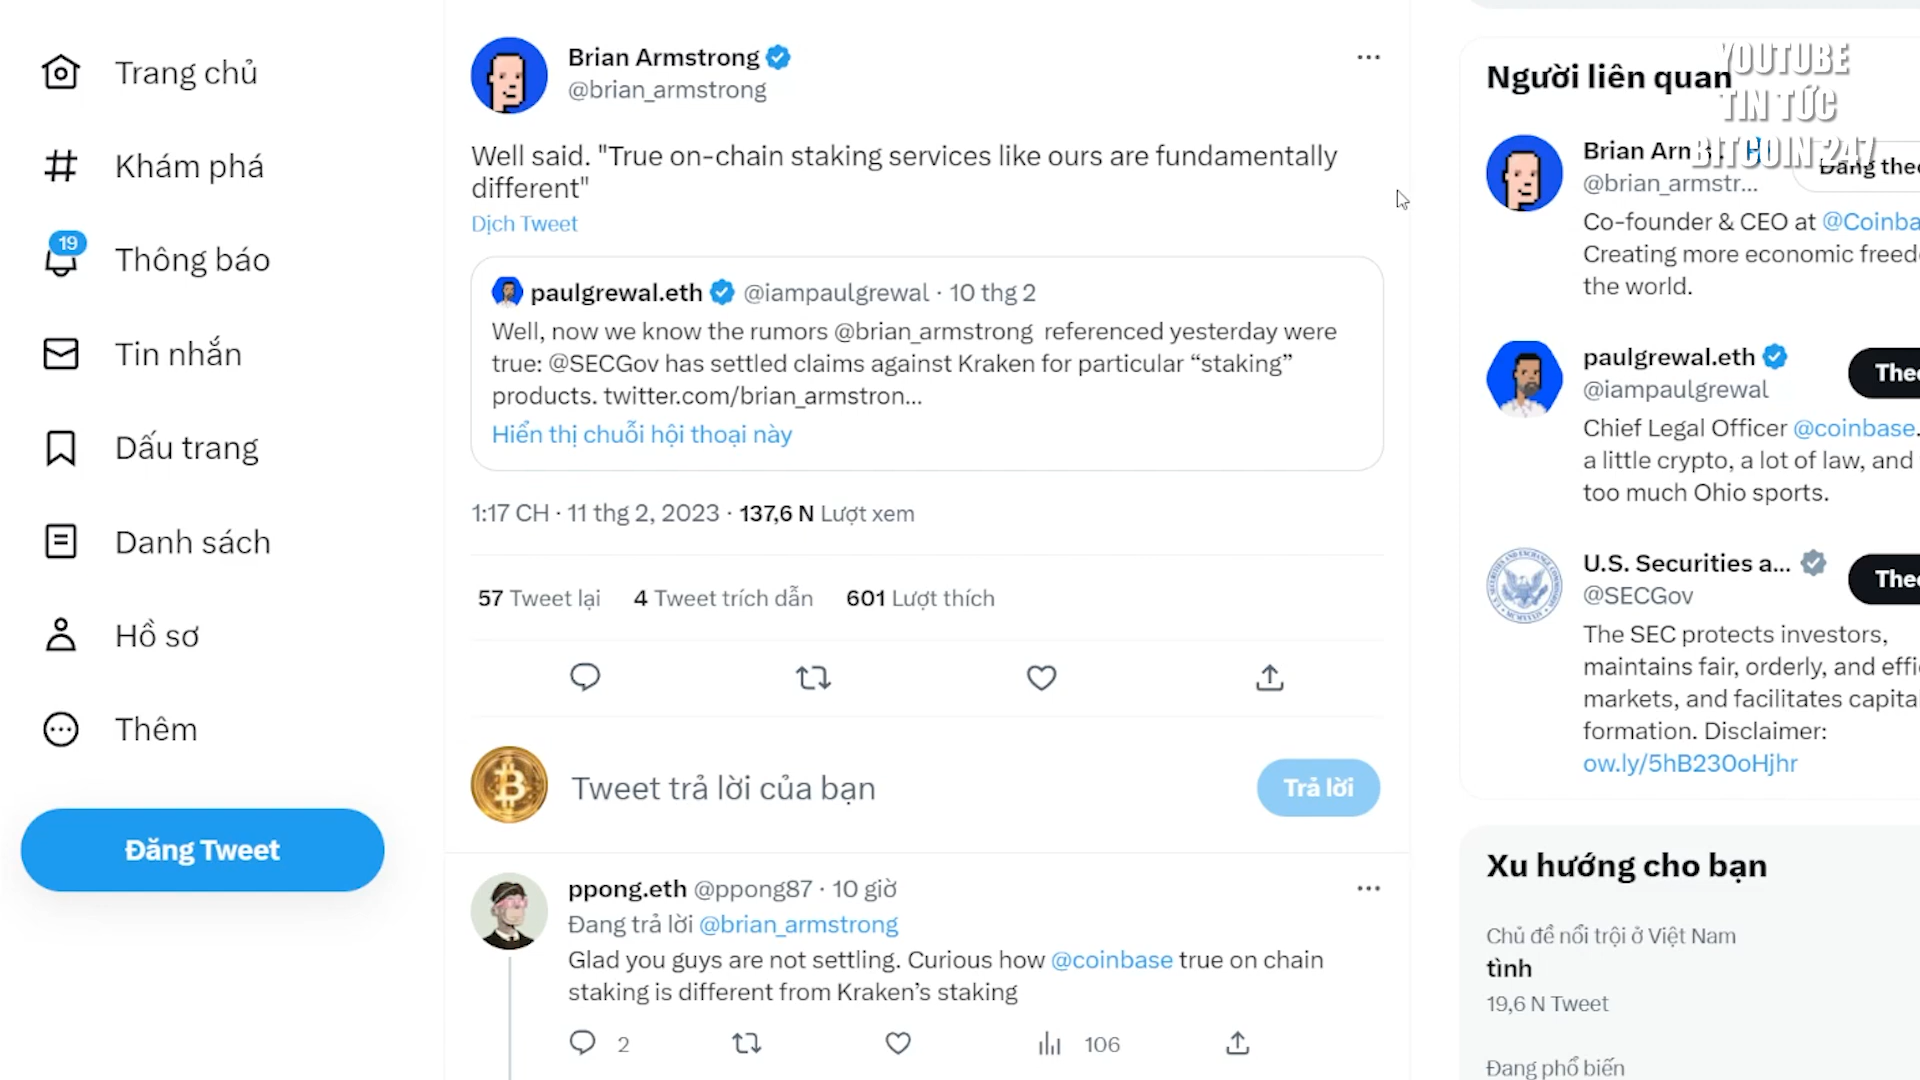 Trang chủ
Khám phá
19
Thông báo
Tin nhắn
Dấu trang
Danh sách
Hồ sơ
Thêm
Đăng Tweet
Brian Armstrong
@brian_armstrong
Well said. "True on-chain staking services like ours are fundamentally
different"
Dịch Tweet
paulgrewal.eth @iampaulgrewal · 10 thg 2
Well, now we know the rumors @brian_armstrong referenced yesterday were
true: @SECGov has settled claims against Kraken for particular “staking”
products. twitter.com/brian_armstron...
Hiển thị chuỗi hội thoại này
1:17 CH · 11 thg 2, 2023 · 137,6 N Lượt xem
57 Tweet lại 4 Tweet trích dẫn 601 Lượt thích
Tweet trả lời của bạn
Trả lời
ppong.eth @ppong87 · 10 giờ
Đang trả lời @brian_armstrong
Glad you guys are not settling. Curious how @coinbase true on chain
staking is different from Kraken’s staking
2 106
YOUTUBE
TIN TỨC
BITCOIN 247
Người liên quan
Brian Arm
@brian_armstr...
Đang theo
Co-founder & CEO at @Coinba
Creating more economic freed
the world.
paulgrewal.eth
@iampaulgrewal
Theo
Chief Legal Officer @coinbase.
a little crypto, a lot of law, and
too much Ohio sports.
U.S. Securities a...
@SECGov
Theo
The SEC protects investors,
maintains fair, orderly, and effi
markets, and facilitates capita
formation. Disclaimer:
ow.ly/5hB230oHjhr
Xu hướng cho bạn
Chủ đề nổi trội ở Việt Nam
tình
19,6 N Tweet
Đang phổ biến